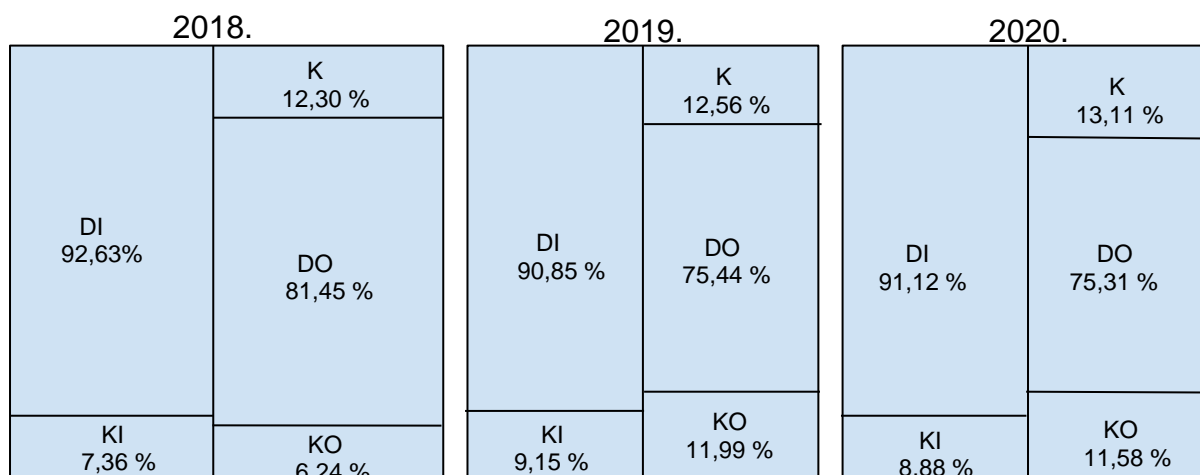 2018.
DI
92,63%
KI
7,36 %
K
12,30 %
DO
81,45 %
KO
6,24 %
2019.
DI
90,85 %
KI
9,15 %
K
12,56 %
DO
75,44 %
KO
11,99 %
2020.
DI
91,12 %
KI
8,88 %
K
13,11 %
DO
75,31 %
KO
11,58 %